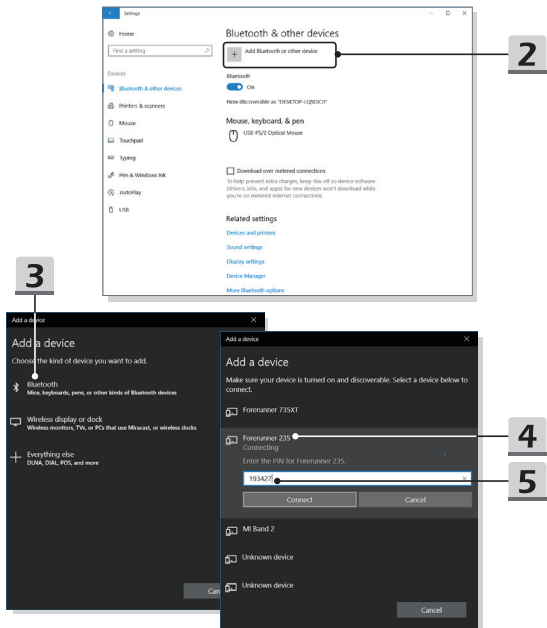 Settings
Home
Find a setting
Devices
Bluetooth & other devices
Printers & scanners
Mouse
Touchpad
Typing
Pen & Windows Ink
AutoPlay
USB
Bluetooth & other devices
Add Bluetooth or other device
Bluetooth
On
Now discoverable as "DESKTOP-LQSDIOT"
Mouse, keyboard, & pen
USB-PS/2 Optical Mouse
Download over metered connections
To help prevent extra charges, keep this off so device software
(drivers, info, and apps) for new devices won't download while
you're on metered Internet connections.
Related settings
Devices and printers
Sound settings
Display settings
Device Manager
More Bluetooth options
2
3
Add a device
Add a device
Choose the kind of device you want to add.
Bluetooth
Mice, keyboards, pens, or other kinds of Bluetooth devices
Wireless display or dock
Wireless monitors, TVs, or PCs that use Miracast, or wireless docks
Everything else
DLNA, DIAL, POS, and more
Can
Add a device
Add a device
Make sure your device is turned on and discoverable. Select a device below to
connect.
Forerunner 735XT
Forerunner 235
Connecting
Enter the PIN for Forerunner 235.
193427
Connect
Cancel
MI Band 2
Unknown device
Unknown device
Cancel
4
5